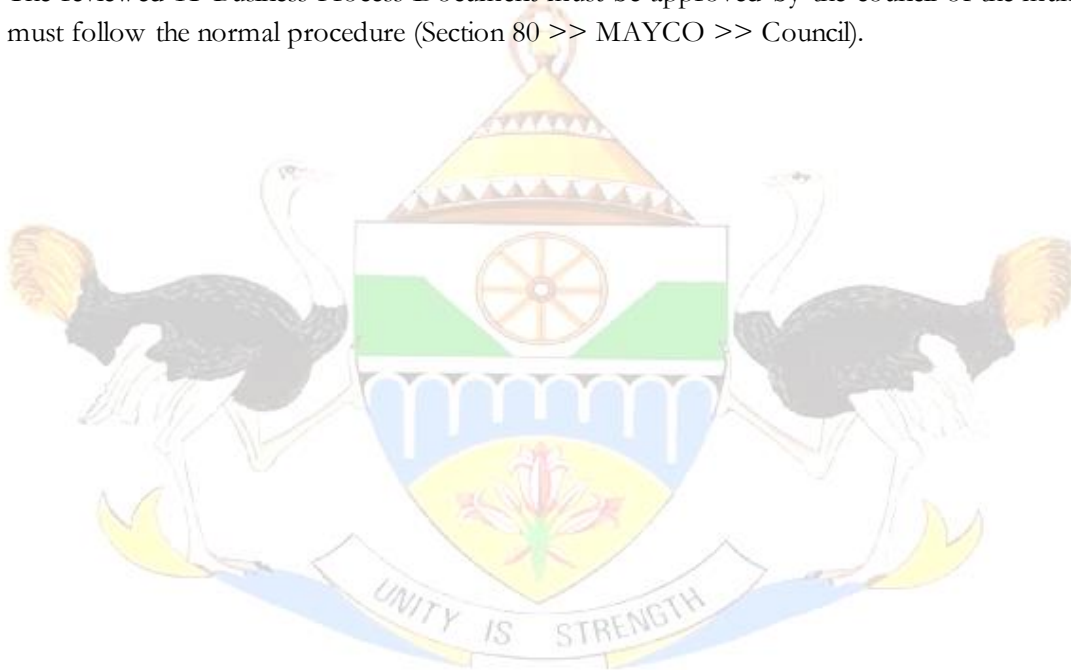 The reviewed IT Business Process Document must be approved by the council of the
must follow the normal procedure (Section 80 >> MAYCO >> Council).
UNITY IS STRENGTH